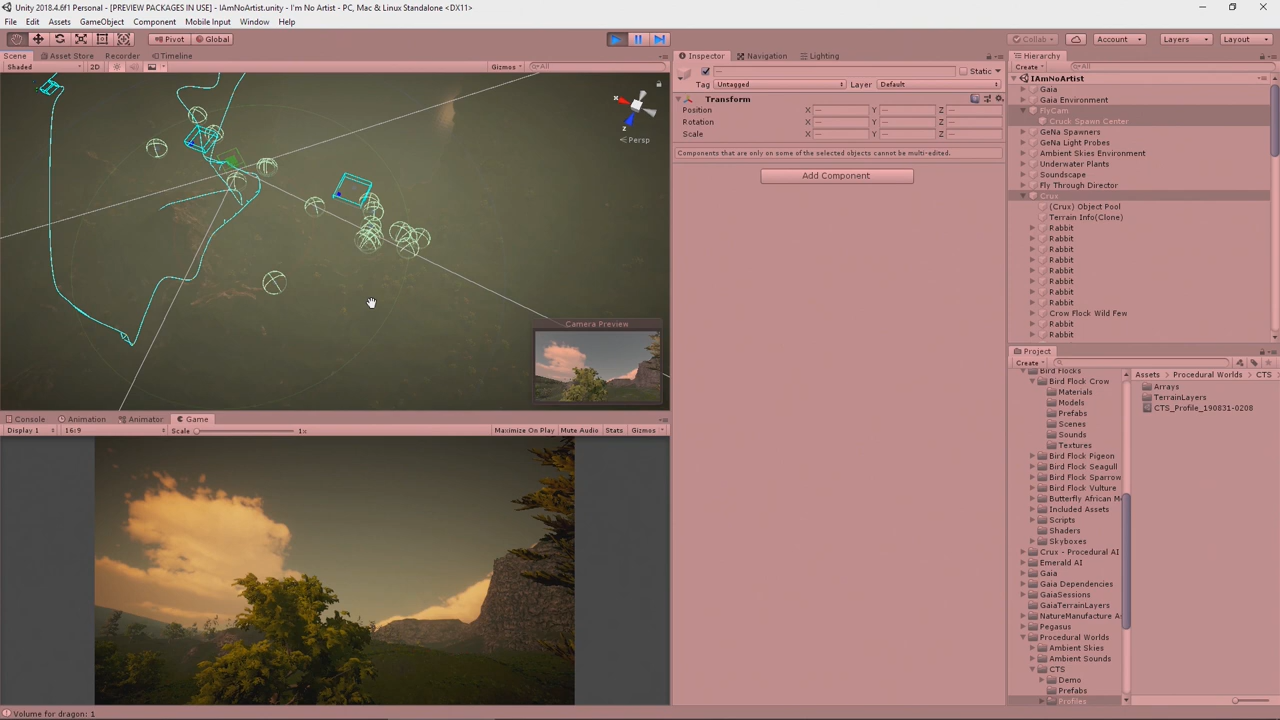 Unity 2018.4.6f1 Personal - [PREVIEW PACKAGES IN USE] - IAmNoArtist.unity - I'm No Artist - PC, Mac & Linux Standalone <DX11>
File Edit Assets GameObject Component Mobile Input Window Help
Pivot Global Collab Account Layers Layout
Scene Asset Store Recorder Timeline
Shaded 2D Gizmos All
Persp
Camera Preview
Console Animation Animator Game
Display 1 16:9 Scale 1x Maximize On Play Mute Audio Stats Gizmos
Inspector Navigation Lighting
— Static
Tag Untagged Layer Default
Transform
Position X — Y — Z —
Rotation X — Y — Z —
Scale X — Y — Z —
Components that are only on some of the selected objects cannot be multi-edited.
Add Component
Hierarchy
Create All
IAmNoArtist
Gaia
Gaia Environment
FlyCam
Cruck Spawn Center
GeNa Spawners
GeNa Light Probes
Ambient Skies Environment
Underwater Plants
Soundscape
Fly Through Director
Crux
(Crux) Object Pool
Terrain Info(Clone)
Rabbit
Rabbit
Rabbit
Rabbit
Rabbit
Rabbit
Rabbit
Rabbit
Crow Flock Wild Few
Rabbit
Rabbit
Project
Create
Bird Flocks
Bird Flock Crow
Materials
Models
Prefabs
Scenes
Sounds
Textures
Bird Flock Pigeon
Bird Flock Seagull
Bird Flock Sparrow
Bird Flock Vulture
Butterfly African M
Included Assets
Scripts
Shaders
Skyboxes
Crux - Procedural AI
Emerald AI
Gaia
Gaia Dependencies
GaiaSessions
GaiaTerrainLayers
NatureManufacture A
Pegasus
Procedural Worlds
Ambient Skies
Ambient Sounds
CTS
Demo
Prefabs
Profiles
Assets Procedural Worlds CTS
Arrays
TerrainLayers
CTS_Profile_190831-0208
Volume for dragon: 1